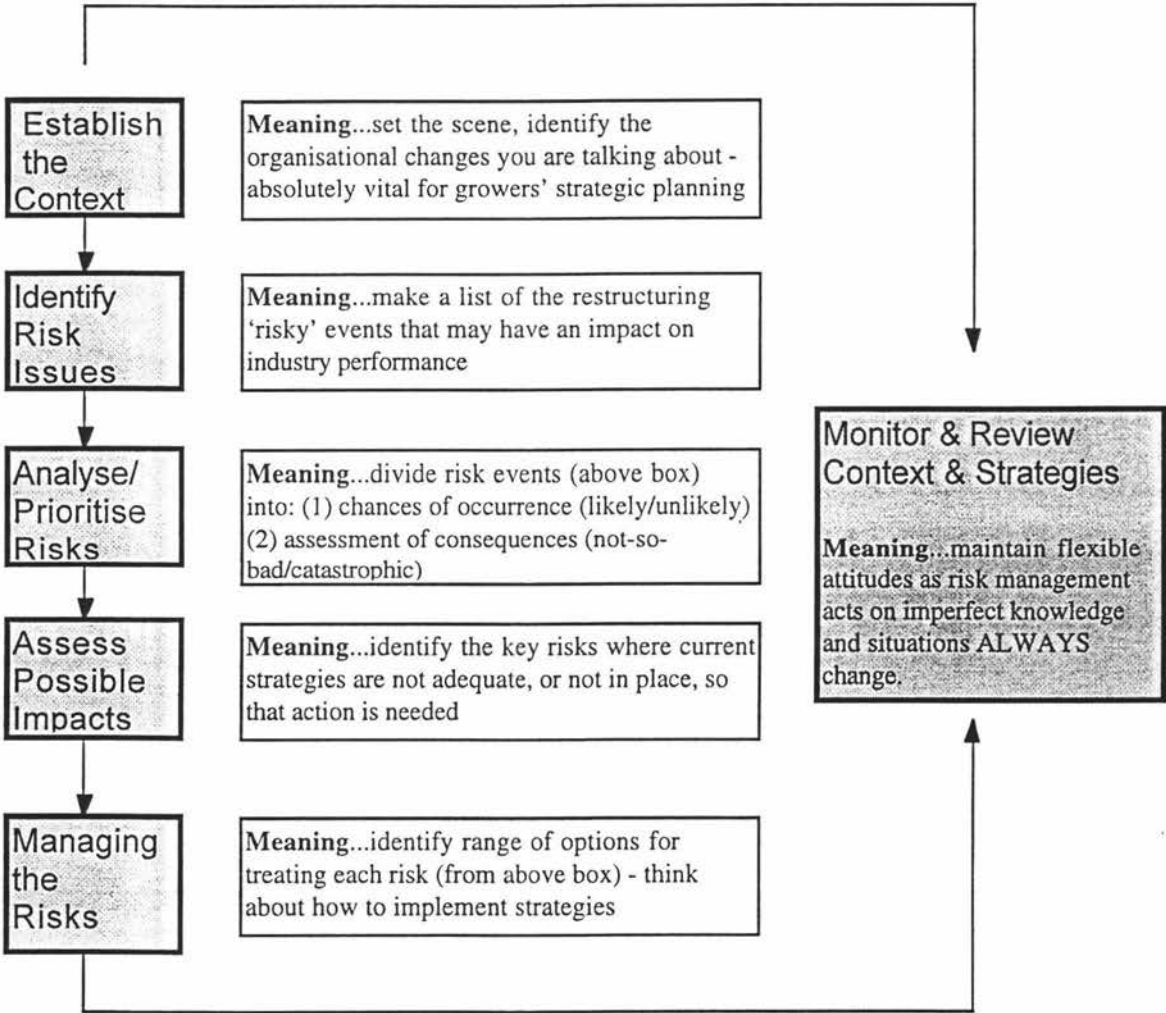 Establish
the
Context
Meaning...set the scene, identify the
organisational changes you are talking about -
absolutely vital for growers' strategic planning
Identify
Risk
Issues
Meaning...make a list of the restructuring
'risky' events that may have an impact on
industry performance
Analyse/
Prioritise
Risks
Meaning...divide risk events (above box)
into: (1) chances of occurrence (likely/unlikely)
(2) assessment of consequences (not-so-
bad/catastrophic)
Assess
Possible
Impacts
Meaning...identify the key risks where current
strategies are not adequate, or not in place, so
that action is needed
Managing
the
Risks
Meaning...identify range of options for
treating each risk (from above box) - think
about how to implement strategies
Monitor & Review
Context & Strategies
Meaning...maintain flexible
attitudes as risk management
acts on imperfect knowledge
and situations ALWAYS
change.